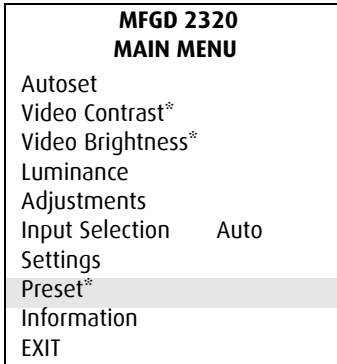 MFGD 2320
MAIN MENU
Autoset
Video Contrast*
Video Brightness*
Luminance
Adjustments
Input Selection Auto
Settings
Preset*
Information
EXIT